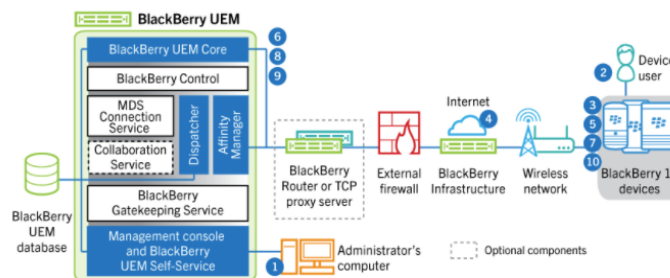 BlackBerry UEM
BlackBerry UEM Core
BlackBerry Control
MDS
Connection
Service
Collaboration
Service
Dispatcher
Affinity
Manager
BlackBerry
Gatekeeping Service
Management console
and BlackBerry
UEM Self-Service
BlackBerry
UEM database
6
8
9
1
Administrator's
computer
BlackBerry
Router or TCP
proxy server
External
firewall
Internet
4
BlackBerry
Infrastructure
Wireless
network
Optional components
2
Device
user
3
5
7
10
BlackBerry 1
devices